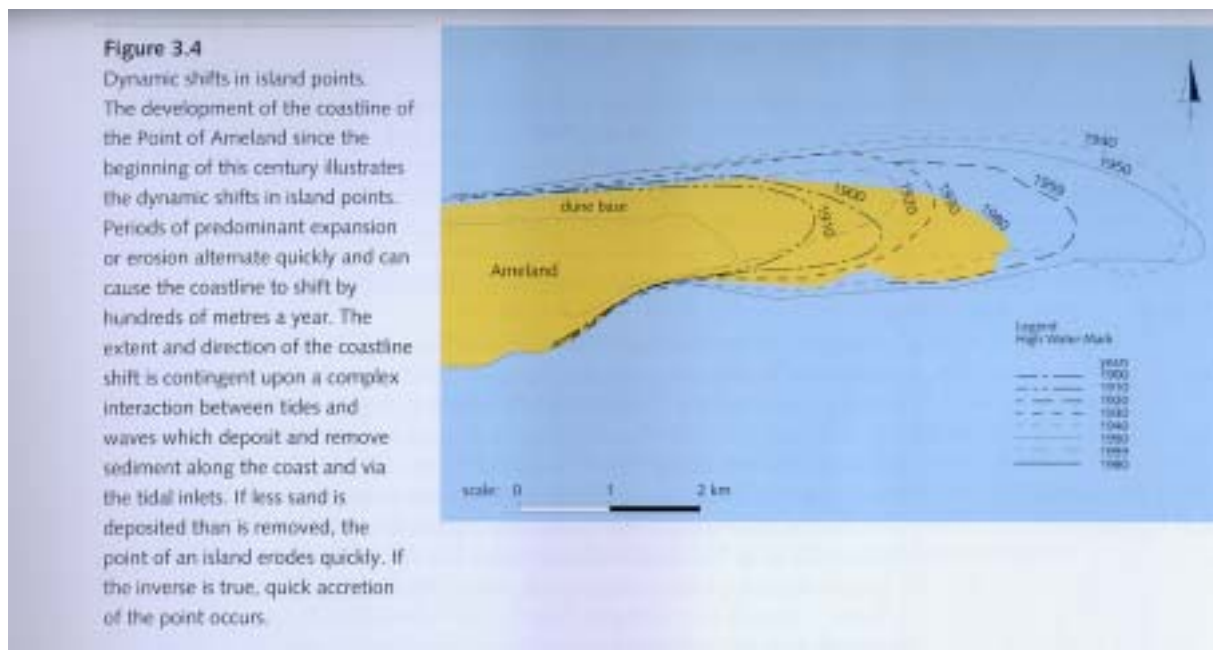 Figure 3.4
Dynamic shifts in island points.
The development of the coastline of
the Point of Ameland since the
beginning of this century illustrates
the dynamic shifts in island points.
Periods of predominant expansion
or erosion alternate quickly and can
cause the coastline to shift by
hundreds of metres a year. The
extent and direction of the coastline
shift is contingent upon a complex
interaction between tides and
waves which deposit and remove
sediment along the coast and via
the tidal inlets. If less sand is
deposited than is removed, the
point of an island erodes quickly. If
the inverse is true, quick accretion
of the point occurs.
1940
1950
1959
1900
1910
1920
1930
1980
dune base
Ameland
Legend
High Water Mark
years
1900
1910
1920
1930
1940
1950
1959
1980
scale: 0 1 2 km